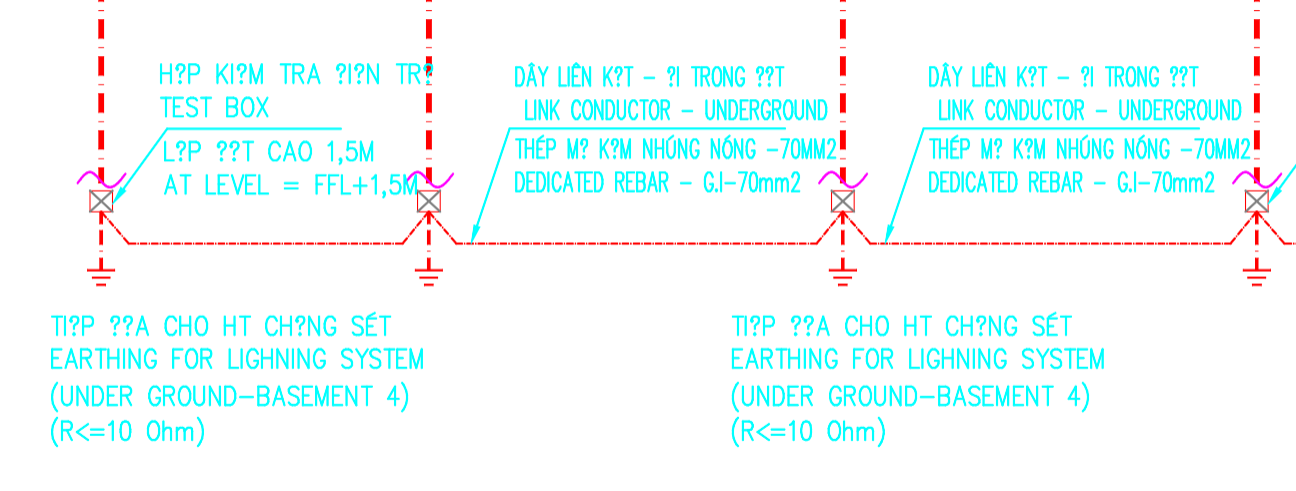 H?P KI?M TRA ?I?N TR?
TEST BOX
L?P ??T CAO 1,5M
AT LEVEL = FFL+1,5M
DÂY LIÊN K?T - ?I TRONG ??T
LINK CONDUCTOR - UNDERGROUND
THÉP M? K?M NHÚNG NÓNG -70MM2
DEDICATED REBAR - G.I-70mm2
DÂY LIÊN K?T - ?I TRONG ??T
LINK CONDUCTOR - UNDERGROUND
THÉP M? K?M NHÚNG NÓNG -70MM2
DEDICATED REBAR - G.I-70mm2
TI?P ??A CHO HT CH?NG SÉT
EARTHING FOR LIGHNING SYSTEM
(UNDER GROUND-BASEMENT 4)
(R<=10 Ohm)
TI?P ??A CHO HT CH?NG SÉT
EARTHING FOR LIGHNING SYSTEM
(UNDER GROUND-BASEMENT 4)
(R<=10 Ohm)